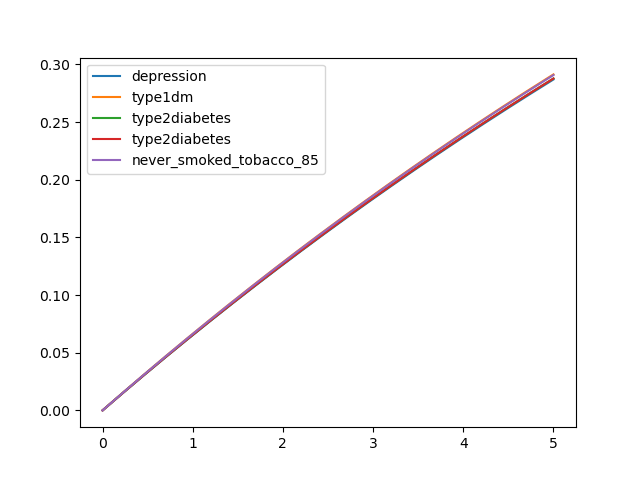 0.30
0.25
0.20
0.15
0.10
0.05
0.00
depression
type1dm
type2diabetes
type2diabetes
never_smoked_tobacco_85
0 1 2 3 4 5